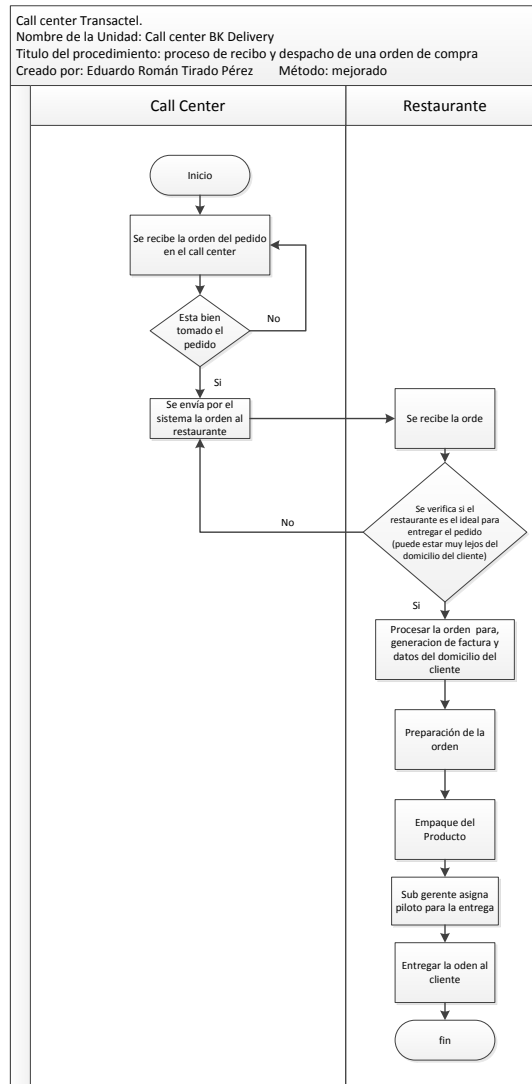 Call center Transactel.
Nombre de la Unidad: Call center BK Delivery
Titulo del procedimiento: proceso de recibo y despacho de una orden de compra
Creado por: Eduardo Román Tirado Pérez Método: mejorado
Call Center
Restaurante
Inicio
Se recibe la orden del pedido
en el call center
Esta bien
tomado el
pedido
No
Si
Se envía por el
sistema la orden al
restaurante
Se recibe la orde
Se verifica si el
restaurante es el ideal para
entregar el pedido
(puede estar muy lejos del
domicilio del cliente)
No
Si
Procesar la orden para,
generacion de factura y
datos del domicilio del
cliente
Preparación de la
orden
Empaque del
Producto
Sub gerente asigna
piloto para la entrega
Entregar la oden al
cliente
fin